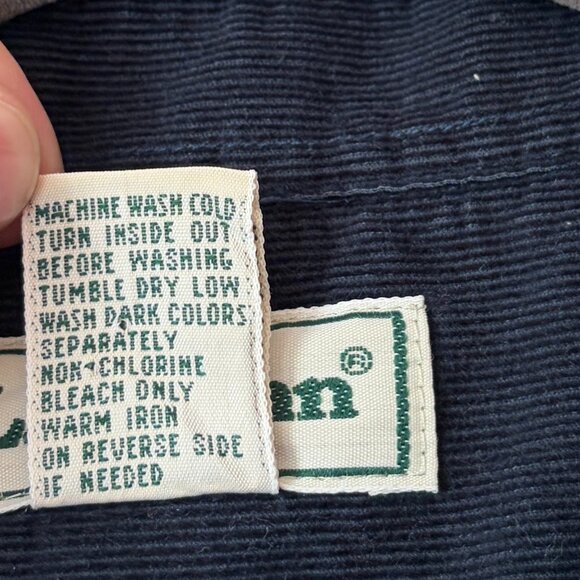 MACHINE WASH COLD
TURN INSIDE OUT
BEFORE WASHING
TUMBLE DRY LOW
WASH DARK COLORS
SEPARATELY
NON-CHLORINE
BLEACH ONLY
WARM IRON
ON REVERSE SIDE
IF NEEDED
an®